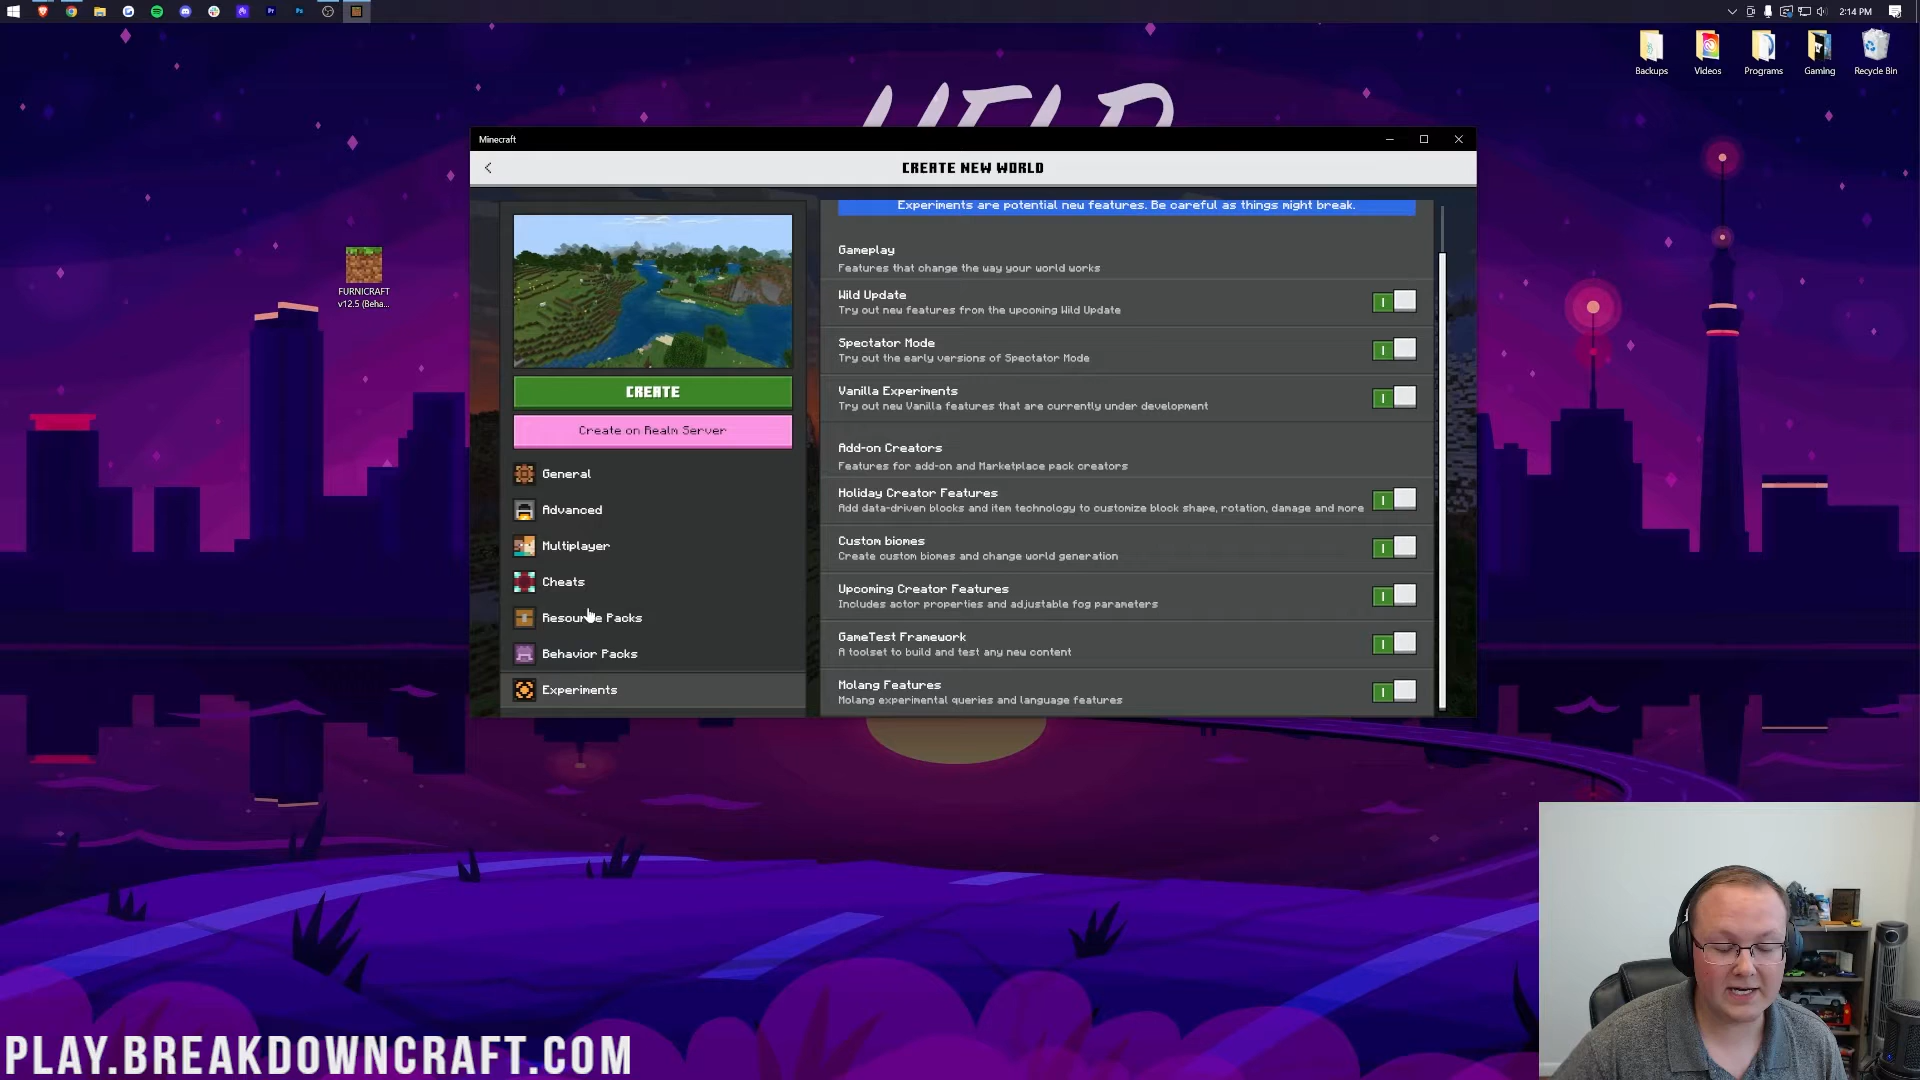 2:14 PM
Backups
Videos
Programs
Gaming
Recycle Bin
HELP
FURNICRAFT
v12.5 (Beha...
Minecraft
CREATE NEW WORLD
CREATE
Create on Realm Server
General
Advanced
Multiplayer
Cheats
Resource Packs
Behavior Packs
Experiments
Experiments are potential new features. Be careful as things might break.
Gameplay
Features that change the way your world works
Wild Update
Try out new features from the upcoming Wild Update
Spectator Mode
Try out the early versions of Spectator Mode
Vanilla Experiments
Try out new Vanilla features that are currently under development
Add-on Creators
Features for add-on and Marketplace pack creators
Holiday Creator Features
Add data-driven blocks and item technology to customize block shape, rotation, damage and more
Custom biomes
Create custom biomes and change world generation
Upcoming Creator Features
Includes actor properties and adjustable fog parameters
GameTest Framework
A toolset to build and test any new content
Molang Features
Molang experimental queries and language features
PLAY.BREAKDOWNCRAFT.COM